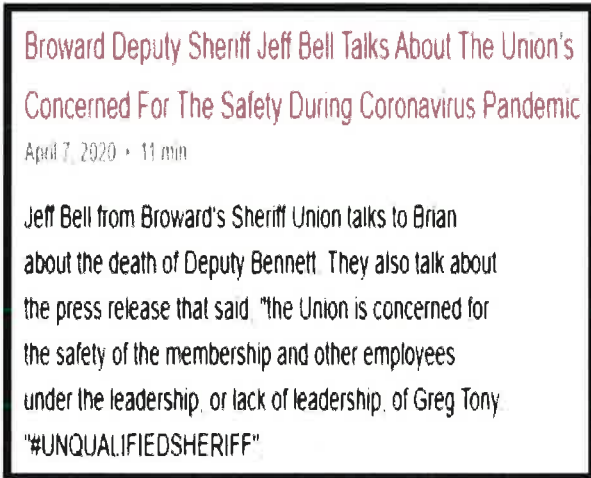 Broward Deputy Sheriff Jeff Bell Talks About The Union's
Concerned For The Safety During Coronavirus Pandemic
April 7, 2020 • 11 min
Jeff Bell from Broward's Sheriff Union talks to Brian
about the death of Deputy Bennett. They also talk about
the press release that said, "the Union is concerned for
the safety of the membership and other employees
under the leadership, or lack of leadership, of Greg Tony.
"#UNQUALIFIEDSHERIFF"